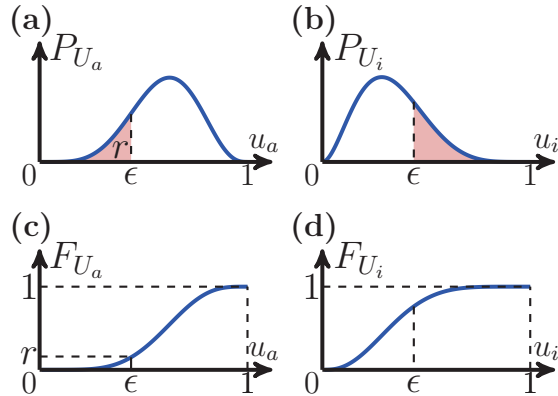 (a)
P_{U_a}
r
u_a
0
ϵ
1
(b)
P_{U_i}
u_i
0
ϵ
1
(c)
F_{U_a}
1
r
u_a
0
ϵ
1
(d)
F_{U_i}
1
u_i
0
ϵ
1